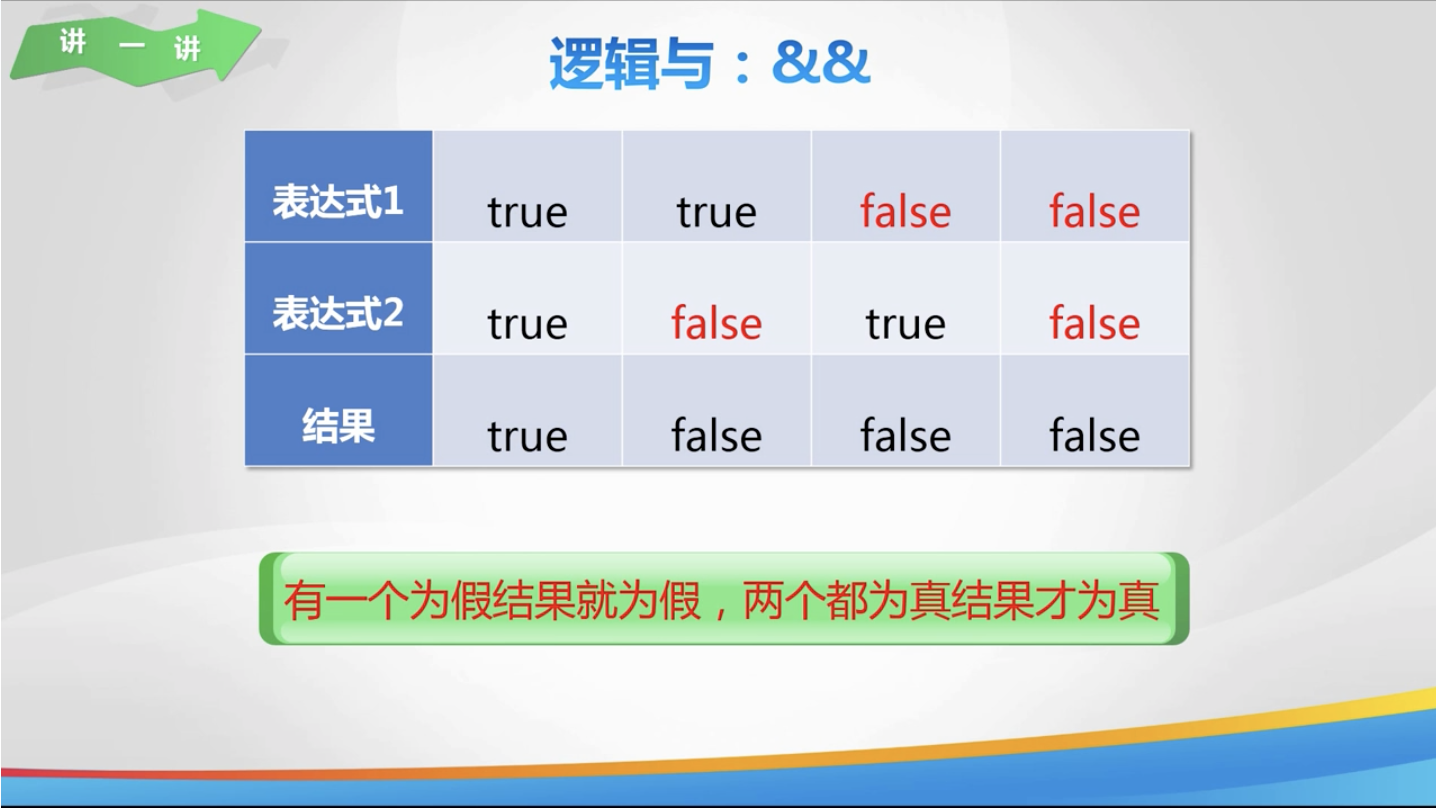 讲一讲
逻辑与：&&
表达式1 true true false false
表达式2 true false true false
结果 true false false false
有一个为假结果就为假，两个都为真结果才为真